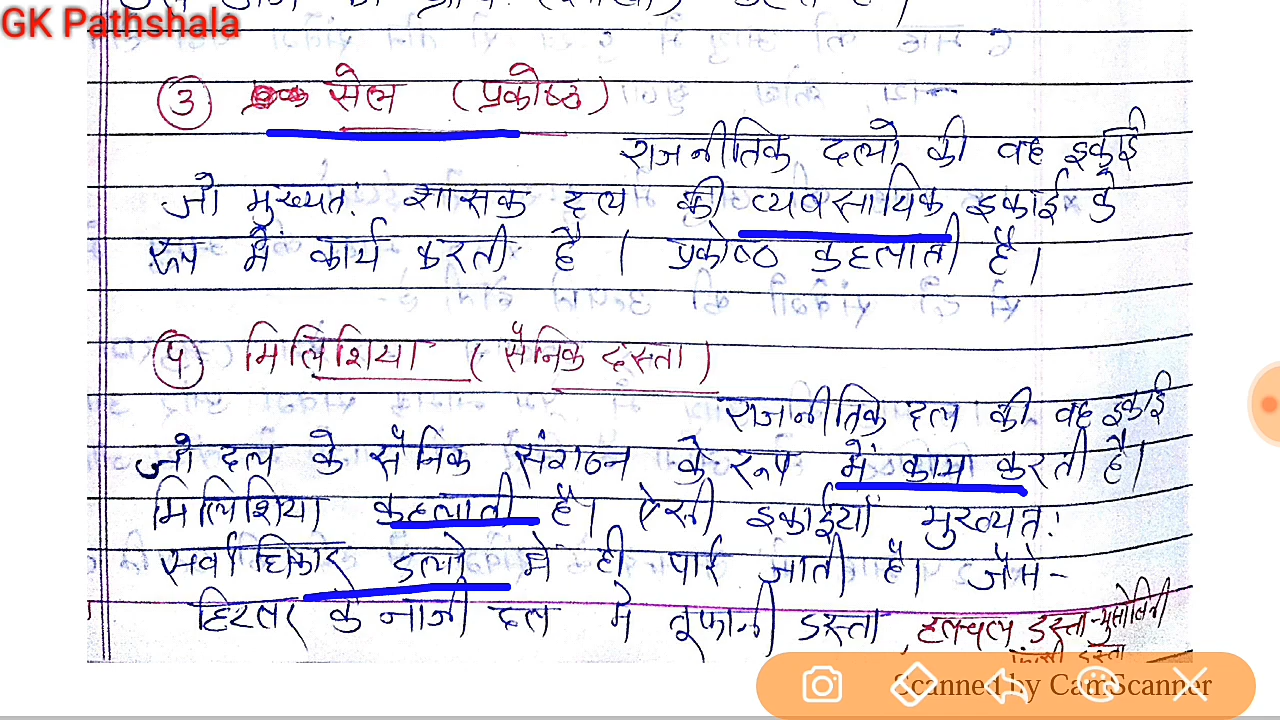 GK Pathshala
③ सेल (प्रकोष्ठ)
राजनीतिक दलो की वह इकाई
जो मुख्यत: शासक दल की व्यवसायिक इकाई के
रूप में कार्य करती है । प्रकोष्ठ कहलाती है।
④ मिलिशिया (सैनिक दस्ता)
राजनीतिक दल की वह इकाई
जो दल के सैनिक संगठन के रूप में काम करती है।
मिलिशिया कहलाती है। ऐसी इकाईयाँ मुख्यत:
सर्वाधिकार दलो में ही पाई जाती है। जैसे-
हिटलर के नाजी दल मे तूफानी दस्ता , हलचल दस्ता-मुसोलिनी
दस्ता
Scanned by CamScanner